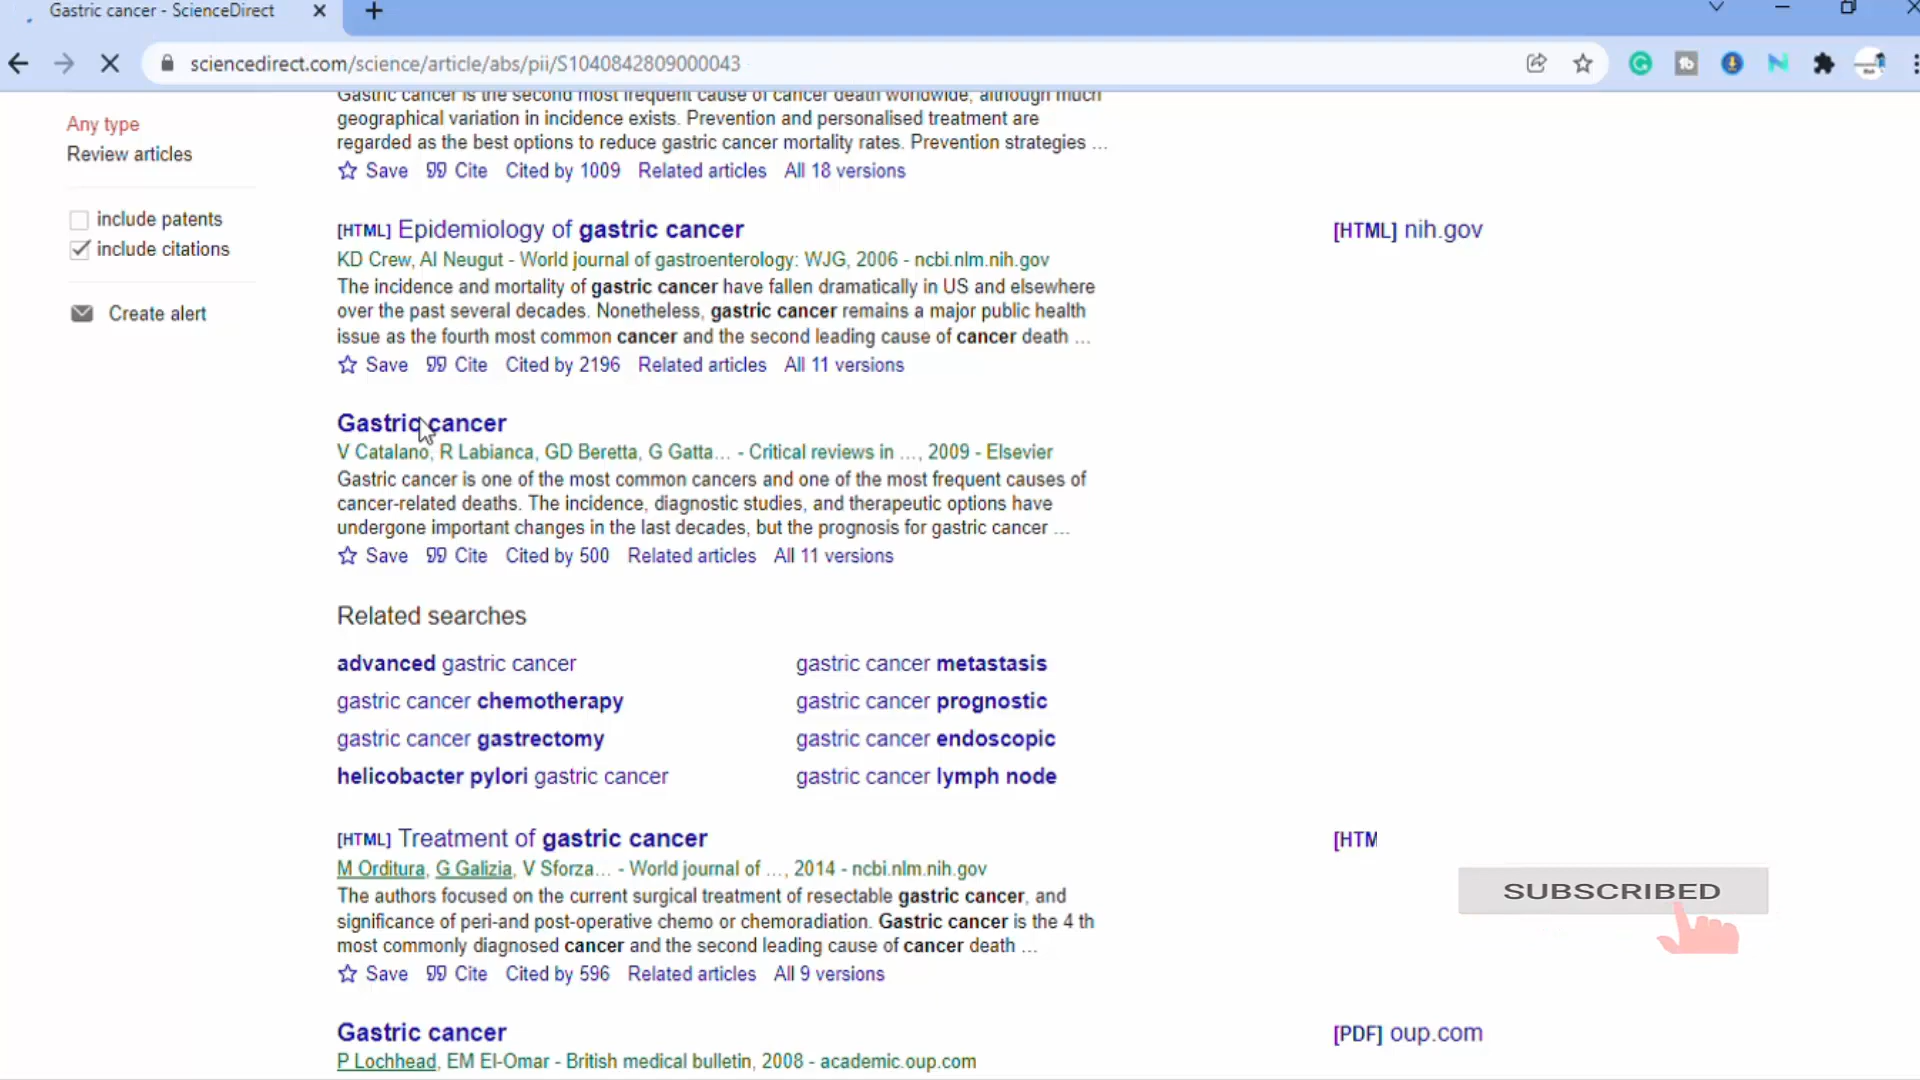 Gastric cancer - ScienceDirect
sciencedirect.com/science/article/abs/pii/S1040842809000043
Any type
Review articles
include patents
include citations
Create alert
Gastric cancer is the second most frequent cause of cancer death worldwide, although much
geographical variation in incidence exists. Prevention and personalised treatment are
regarded as the best options to reduce gastric cancer mortality rates. Prevention strategies ...
Save Cite Cited by 1009 Related articles All 18 versions
[HTML] Epidemiology of gastric cancer
[HTML] nih.gov
KD Crew, AI Neugut - World journal of gastroenterology: WJG, 2006 - ncbi.nlm.nih.gov
The incidence and mortality of gastric cancer have fallen dramatically in US and elsewhere
over the past several decades. Nonetheless, gastric cancer remains a major public health
issue as the fourth most common cancer and the second leading cause of cancer death ...
Save Cite Cited by 2196 Related articles All 11 versions
Gastric cancer
V Catalano, R Labianca, GD Beretta, G Gatta... - Critical reviews in ..., 2009 - Elsevier
Gastric cancer is one of the most common cancers and one of the most frequent causes of
cancer-related deaths. The incidence, diagnostic studies, and therapeutic options have
undergone important changes in the last decades, but the prognosis for gastric cancer ...
Save Cite Cited by 500 Related articles All 11 versions
Related searches
advanced gastric cancer
gastric cancer metastasis
gastric cancer chemotherapy
gastric cancer prognostic
gastric cancer gastrectomy
gastric cancer endoscopic
helicobacter pylori gastric cancer
gastric cancer lymph node
[HTML] Treatment of gastric cancer
[HTM
M Orditura, G Galizia, V Sforza... - World journal of ..., 2014 - ncbi.nlm.nih.gov
The authors focused on the current surgical treatment of resectable gastric cancer, and
significance of peri-and post-operative chemo or chemoradiation. Gastric cancer is the 4 th
most commonly diagnosed cancer and the second leading cause of cancer death ...
Save Cite Cited by 596 Related articles All 9 versions
SUBSCRIBED
Gastric cancer
[PDF] oup.com
P Lochhead, EM El-Omar - British medical bulletin, 2008 - academic.oup.com